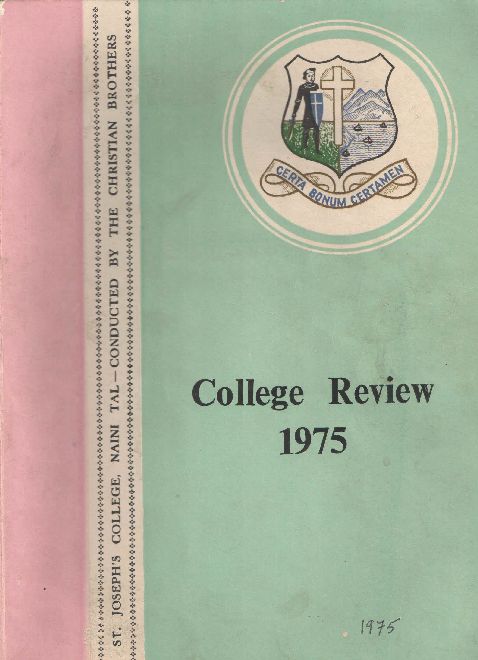 ST. JOSEPH'S COLLEGE, NAINI TAL—CONDUCTED BY THE CHRISTIAN BROTHERS
CERTA BONUM CERTAMEN
College Review
1975
1975